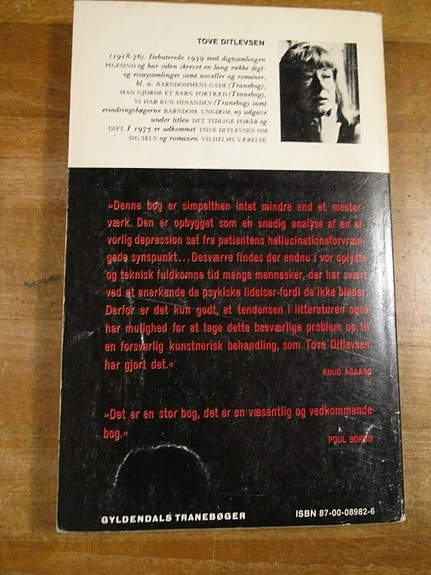 TOVE DITLEVSEN
(1918-76). Debuterede 1939 med digtsamlingen
PIGESIND og har siden skrevet en lang række digt-
og essaysamlinger samt noveller og romaner,
bl. a. BARNDOMMENS GADE (Tranebog),
MAN GJORDE ET BARN FORTRÆD (Tranebog),
VI HAR KUN HINANDEN (Tranebog) samt
erindringsbøgerne BARNDOM, UNGDOM, ny udgave
under titlen DET TIDLIGE FORÅR og
GIFT. I 1975 er udkommet TOVE DITLEVSEN OM
SIG SELV og romanen VILHELMS VÆRELSE.
»Denne bog er simpelthen intet mindre end et mester-
værk. Den er opbygget som en snedig analyse af en al-
vorlig depression set fra patientens hallucinationsforvræn-
gede synspunkt... Desværre findes der endnu i vor oplyste
og teknisk fuldkomne tid mange mennesker, der har svært
ved at anerkende de psykiske lidelser-fordi de ikke bløder.
Derfor er det kun godt, at tendensen i litteraturen også
har mulighed for at tage dette besværlige problem op til
en forsvarlig kunstnerisk behandling, som Tove Ditlevsen
har gjort det.«
KNUD AGAARD
»Det er en stor bog, det er en væsentlig og vedkommende
bog.«
POUL BORUM
GYLDENDALS TRANEBØGER
ISBN 87-00-08982-6